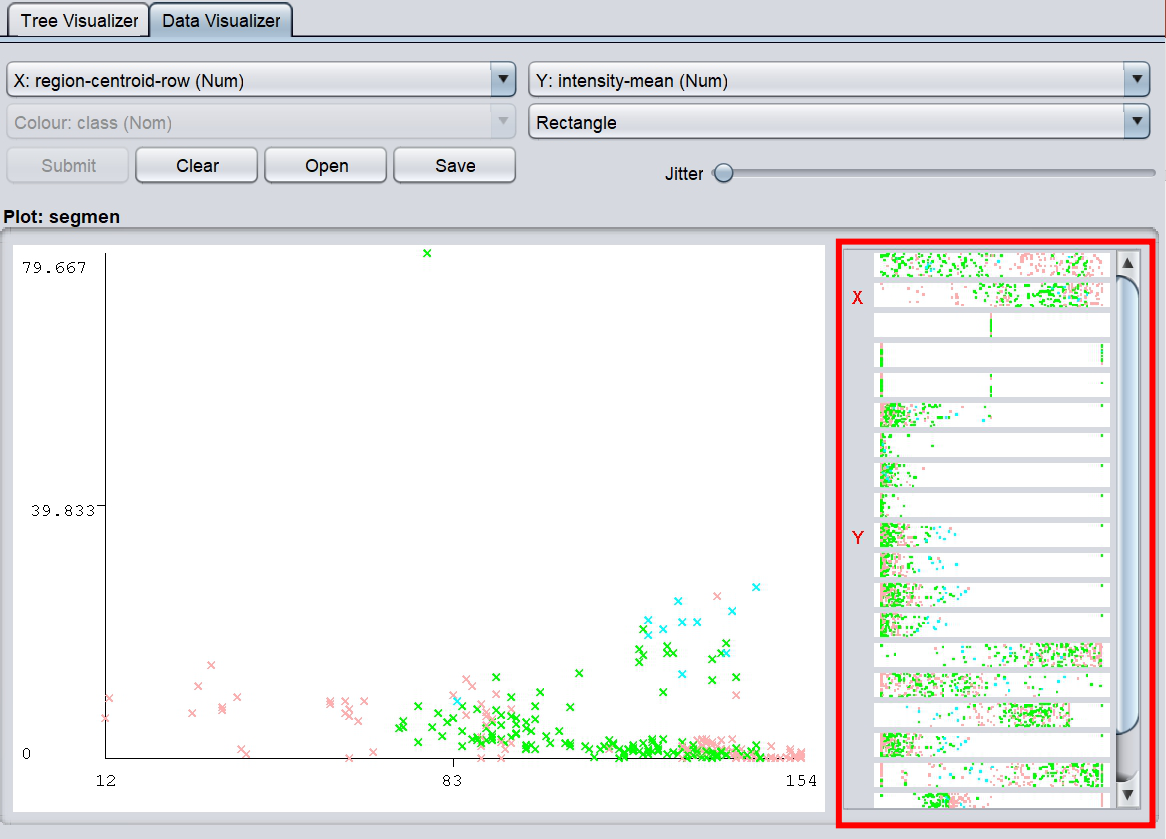 Tree Visualizer Data Visualizer
X: region-centroid-row (Num) Y: intensity-mean (Num)
Colour: class (Nom) Rectangle
Submit Clear Open Save Jitter
Plot: segmen
79.667
X
39.833
Y
0
12 83 154